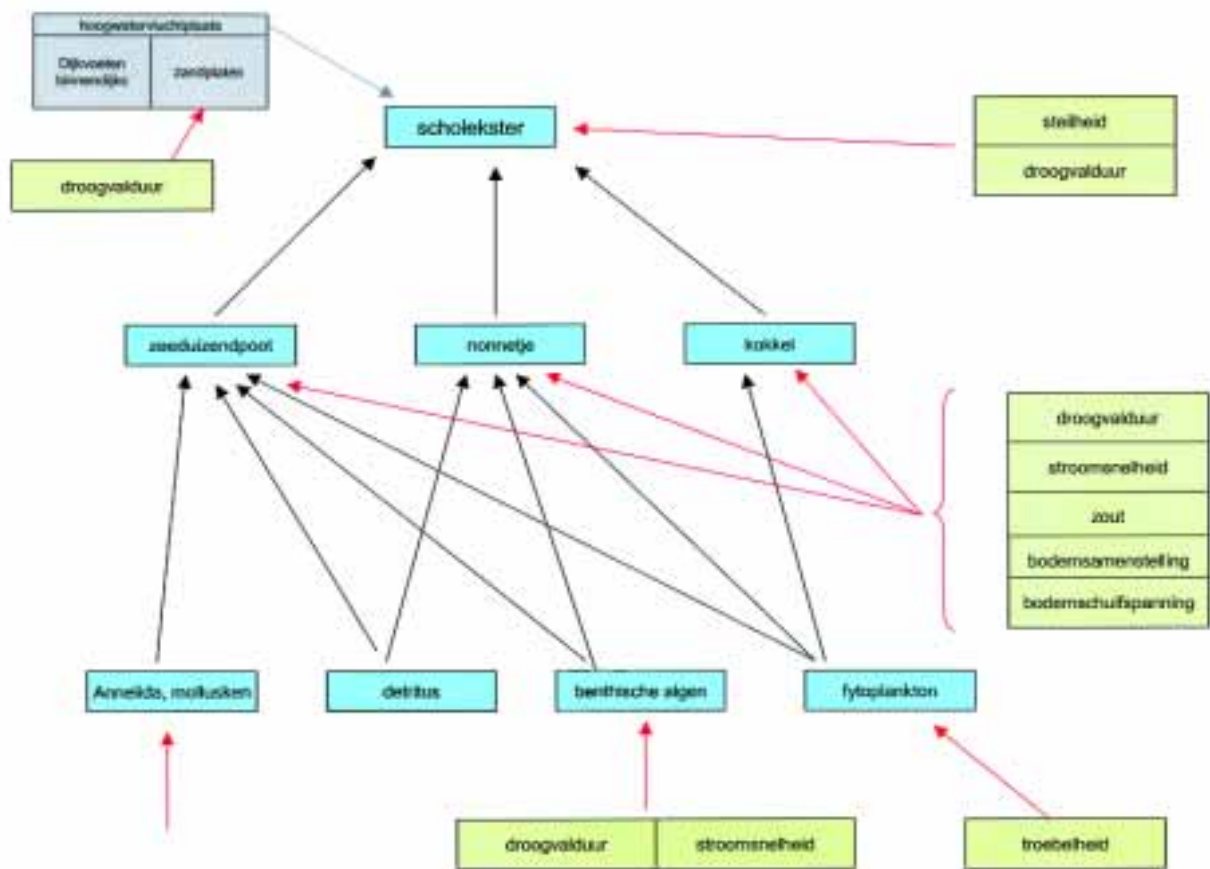 hoogwatervluchtplaats
Dijkvoeten
binnendijks
zandplaten
scholekster
steilheid
droogvalduur
droogvalduur
zeeduizendpoot
nonnetje
kokkel
droogvalduur
stroomsnelheid
zout
bodemsamenstelling
bodemschuifspanning
Annelida, mollusken
detritus
benthische algen
fytoplankton
droogvalduur
stroomsnelheid
troebelheid